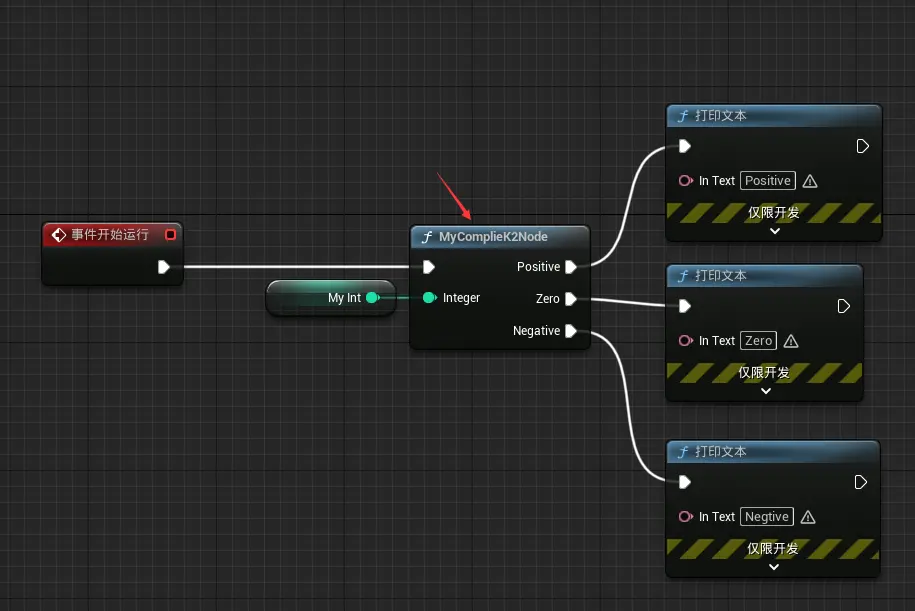 事件开始运行
My Int
MyComplieK2Node
Positive
Integer
Zero
Negative
打印文本
In Text Positive
仅限开发
打印文本
In Text Zero
仅限开发
打印文本
In Text Negtive
仅限开发